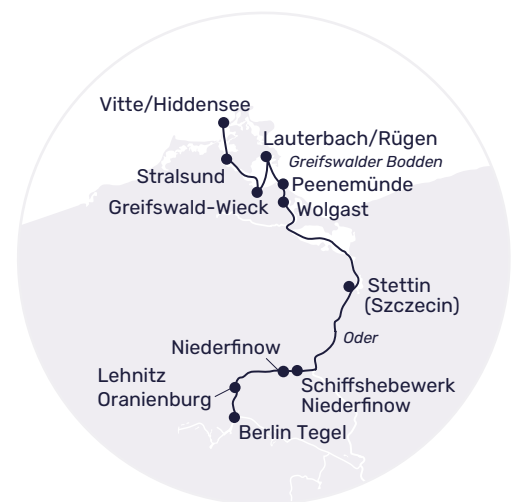 Vitte/Hiddensee
Lauterbach/Rügen
Greifswalder Bodden
Stralsund
Peenemünde
Greifswald-Wieck
Wolgast
Stettin
(Szczecin)
Oder
Niederfinow
Lehnitz
Oranienburg
Schiffshebewerk
Niederfinow
Berlin Tegel